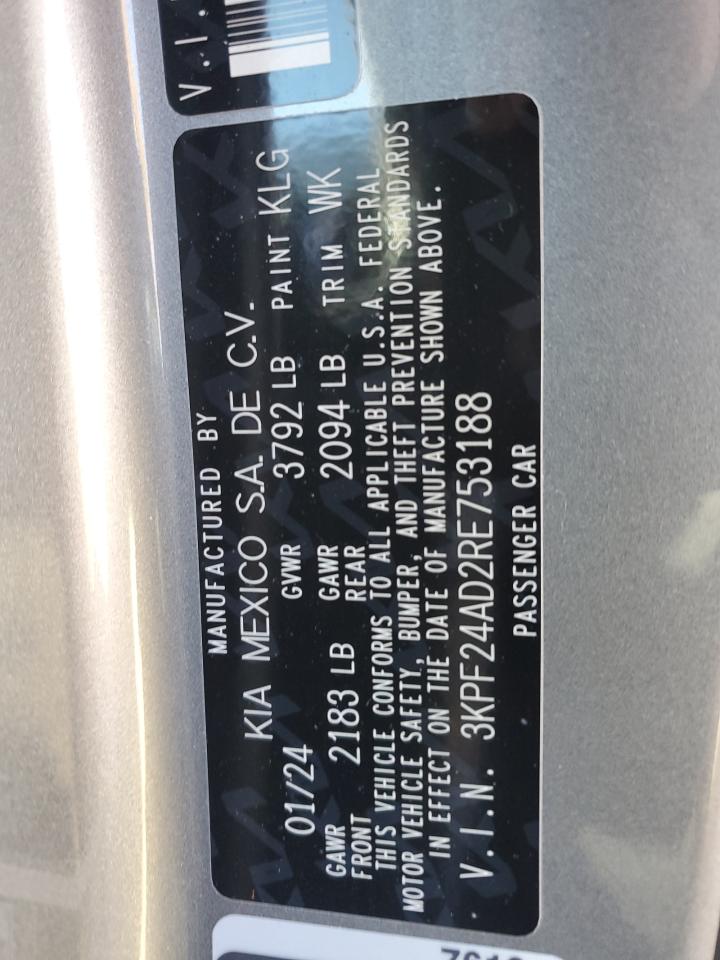 V.I.
MANUFACTURED BY
KIA MEXICO S.A. DE C.V.
01/24 GVWR 3792 LB PAINT KLG
GAWR FRONT 2183 LB GAWR REAR 2094 LB TRIM WK
THIS VEHICLE CONFORMS TO ALL APPLICABLE U.S.A. FEDERAL
MOTOR VEHICLE SAFETY, BUMPER, AND THEFT PREVENTION STANDARDS
IN EFFECT ON THE DATE OF MANUFACTURE SHOWN ABOVE.
V.I.N. 3KPF24AD2RE753188
PASSENGER CAR